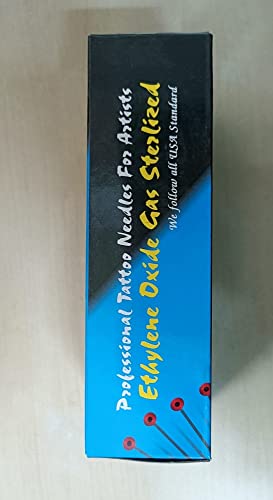 Professional Tattoo Needles For Artists
Ethylene Oxide Gas Sterlized
We follow all USA Standard